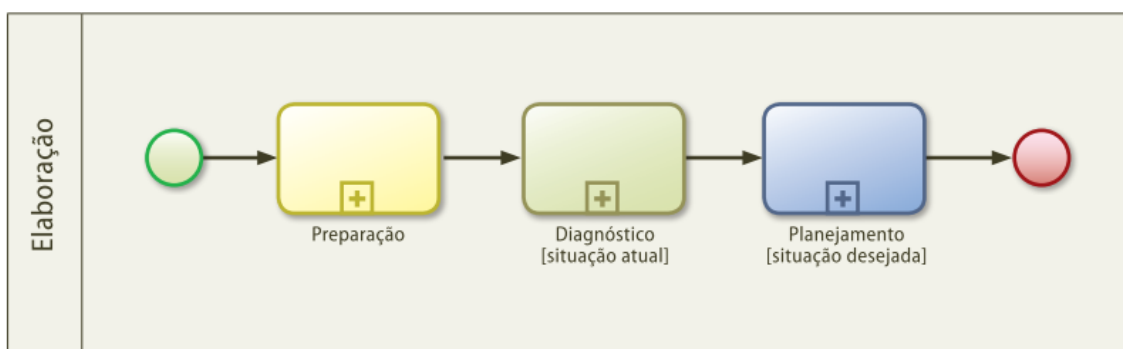 Elaboração
Preparação
Diagnóstico
[situação atual]
Planejamento
[situação desejada]